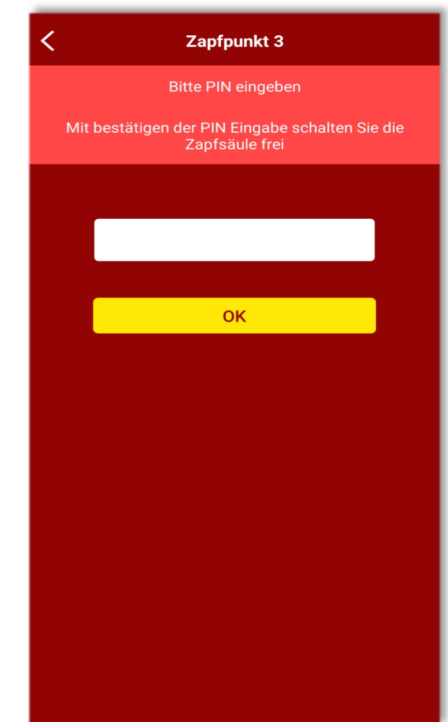 Zapfpunkt 3
Bitte PIN eingeben
Mit bestätigen der PIN Eingabe schalten Sie die
Zapfsäule frei
OK